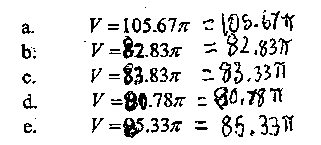 a. V = 105.67π = 105.67π
b. V = 82.83π = 82.83π
c. V = 83.83π = 83.33π
d. V = 80.78π = 80.78π
e. V = 85.33π = 85.33π